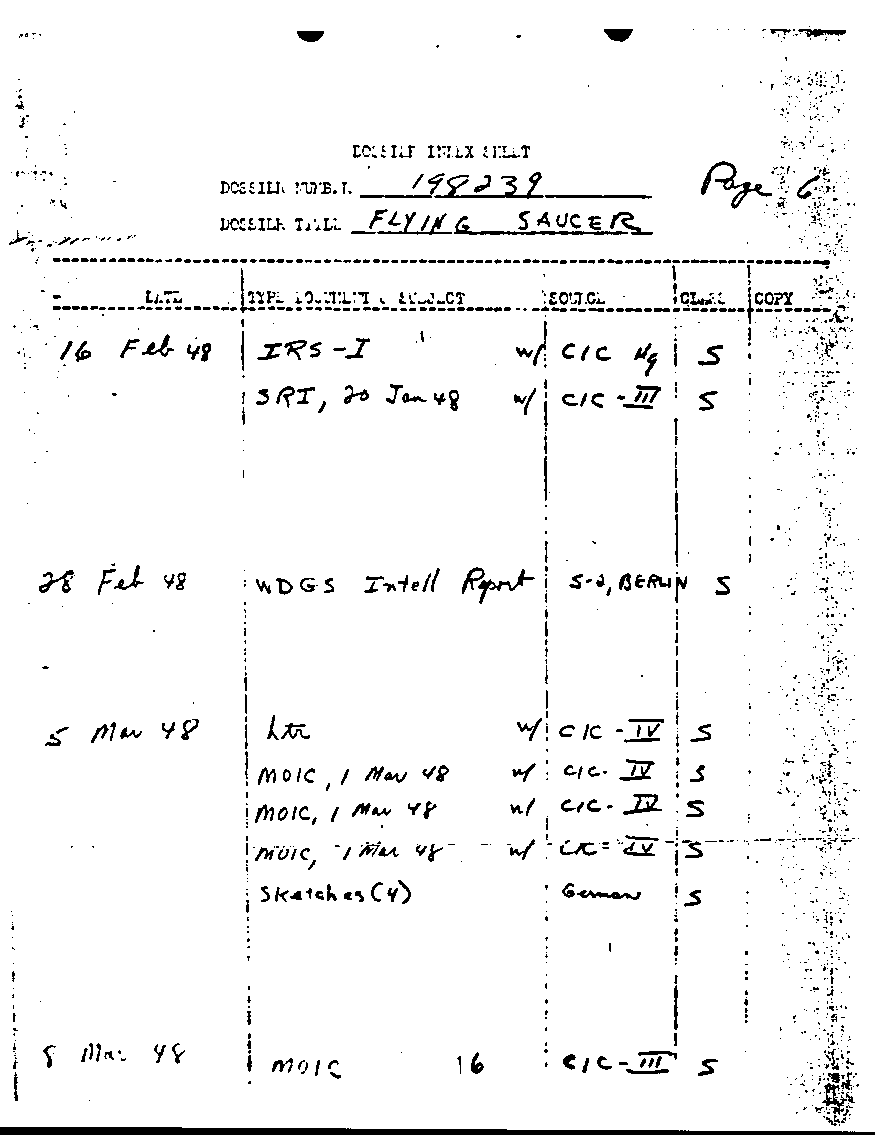 DOSSIER INDEX SHEET
DOSSIER NUMBER 198239 Page 6
DOSSIER TITLE FLYING SAUCER
DATE TYPE DOCUMENT & SUBJECT SOURCE CLASS COPY
16 Feb 48 IRS-I w/ CIC Hq S
SRI, 20 Jan 48 w/ CIC-III S
28 Feb 48 WDGS Intell Report S-2, BERLIN S
5 Mar 48 Ltr w/ CIC-IV S
MOIC, 1 Mar 48 w/ CIC-IV S
MOIC, 1 Mar 48 w/ CIC-IV S
MOIC, 1 Mar 48 w/ CIC-IV S
Sketches (4) German S
8 Mar 48 MOIC 16 CIC-III S